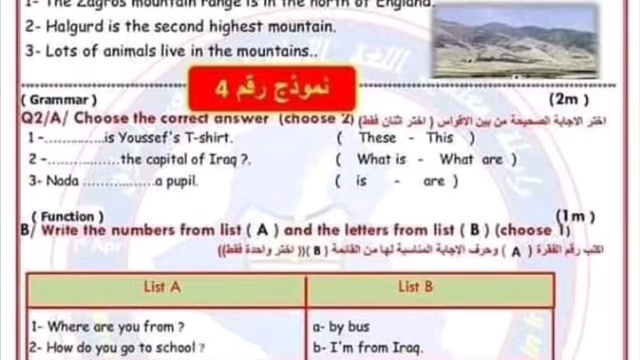 1- The Zagros mountain range is in the north of England.
2- Halgurd is the second highest mountain.
3- Lots of animals live in the mountains..
نموذج رقم 4
( Grammar ) (2m )
Q2/A/ Choose the correct answer (choose 2) (اختر الاجابة الصحيحة من بين الاقواس ( اختر اثنان فقط
1 -...............is Youssef's T-shirt. ( These - This )
2 -...............the capital of Iraq ?. ( What is - What are )
3- Nada ...............a pupil. ( is - are )
( Function ) (1m )
B/ Write the numbers from list ( A ) and the letters from list ( B ) (choose 1)
اكتب رقم الفقرة ( A ) وحرف الاجابة المناسبة لها من القائمة ( B )(( اختر واحدة فقط))
List A List B
1- Where are you from ? a- by bus
2- How do you go to school ? b- I'm from Iraq.